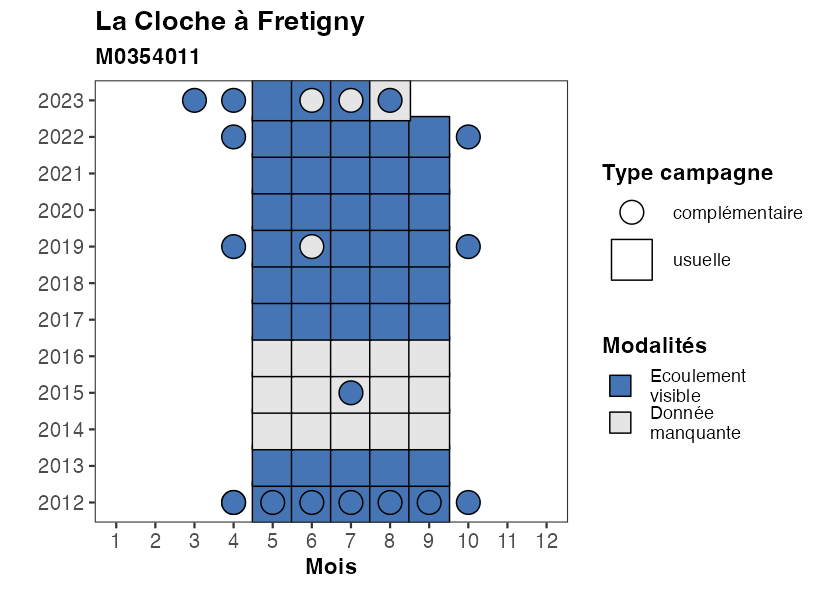 La Cloche à Fretigny
M0354011
2023
2022
2021
2020
2019
2018
2017
2016
2015
2014
2013
2012
1 2 3 4 5 6 7 8 9 10 11 12
Mois
Type campagne
complémentaire
usuelle
Modalités
Ecoulement
visible
Donnée
manquante